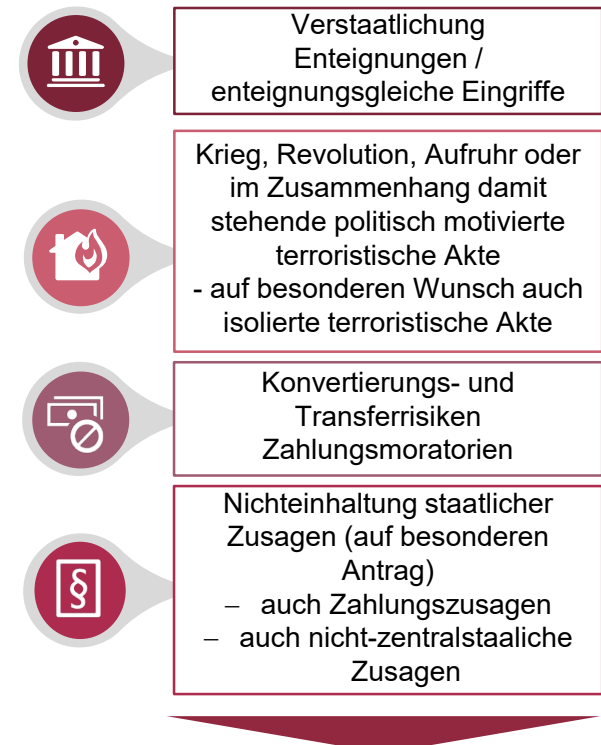 Verstaatlichung
Enteignungen /
enteignungsgleiche Eingriffe
Krieg, Revolution, Aufruhr oder
im Zusammenhang damit
stehende politisch motivierte
terroristische Akte
- auf besonderen Wunsch auch
isolierte terroristische Akte
Konvertierungs- und
Transferrisiken
Zahlungsmoratorien
§
Nichteinhaltung staatlicher
Zusagen (auf besonderen
Antrag)
– auch Zahlungszusagen
– auch nicht-zentralstaaliche
Zusagen